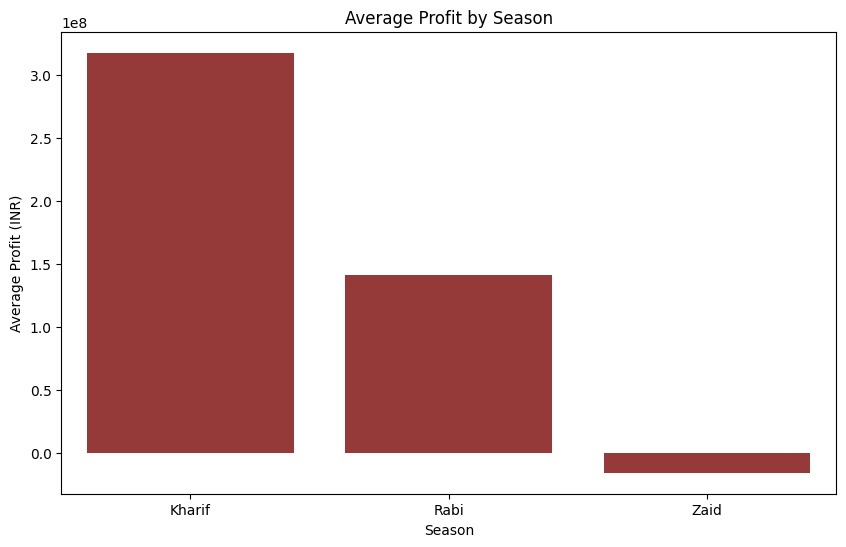 Average Profit by Season
1e8
3.0
2.5
2.0
1.5
1.0
0.5
0.0
Average Profit (INR)
Kharif
Rabi
Zaid
Season